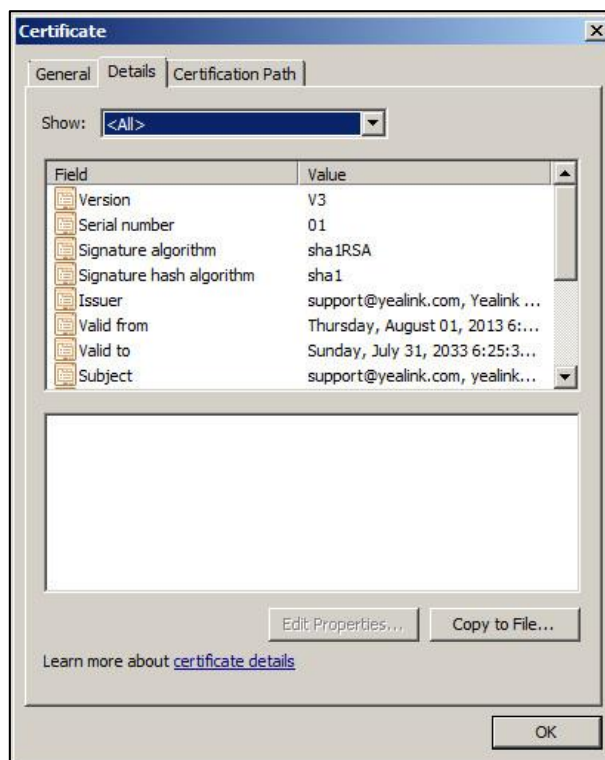 Certificate
General Details Certification Path
Show: <All>
Field Value
Version V3
Serial number 01
Signature algorithm sha1RSA
Signature hash algorithm sha1
Issuer support@yealink.com, Yealink ...
Valid from Thursday, August 01, 2013 6:...
Valid to Sunday, July 31, 2033 6:25:3...
Subject support@yealink.com, yealink...
Edit Properties... Copy to File...
Learn more about certificate details
OK